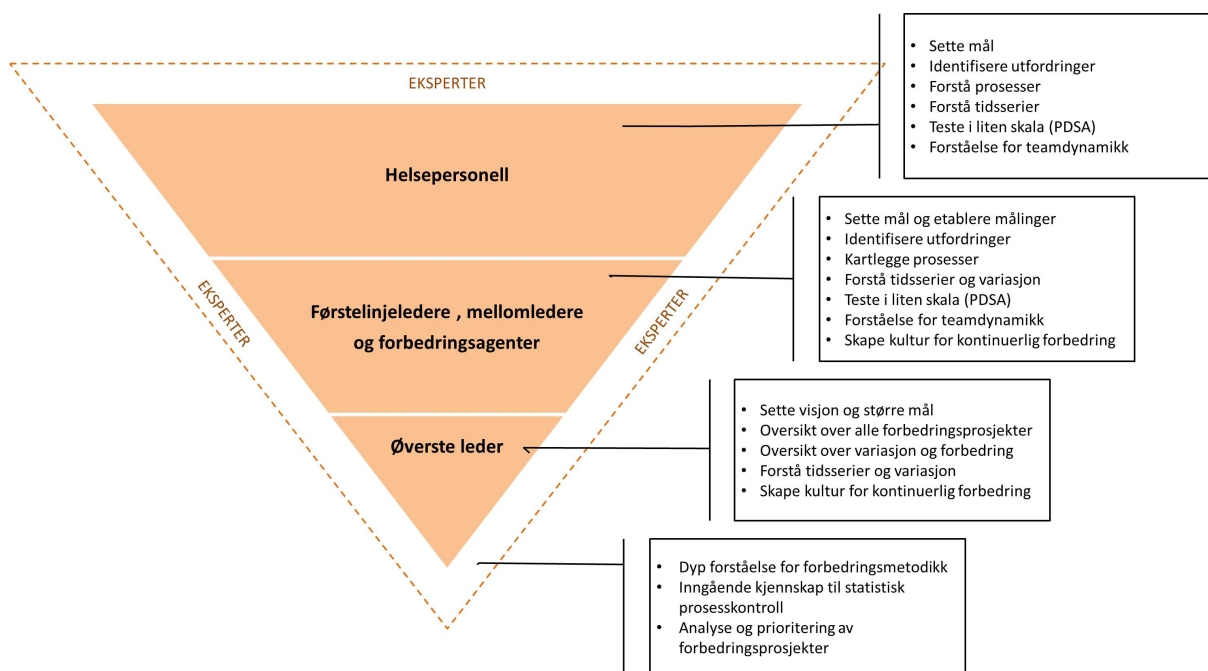 EKSPERTER
Helsepersonell
• Sette mål
• Identifisere utfordringer
• Forstå prosesser
• Forstå tidsserier
• Teste i liten skala (PDSA)
• Forståelse for teamdynamikk
EKSPERTER
Førstelinjeledere , mellomledere
og forbedringsagenter
EKSPERTER
• Sette mål og etablere målinger
• Identifisere utfordringer
• Kartlegge prosesser
• Forstå tidsserier og variasjon
• Teste i liten skala (PDSA)
• Forståelse for teamdynamikk
• Skape kultur for kontinuerlig forbedring
Øverste leder
• Sette visjon og større mål
• Oversikt over alle forbedringsprosjekter
• Oversikt over variasjon og forbedring
• Forstå tidsserier og variasjon
• Skape kultur for kontinuerlig forbedring
• Dyp forståelse for forbedringsmetodikk
• Inngående kjennskap til statistisk
prosesskontroll
• Analyse og prioritering av
forbedringsprosjekter